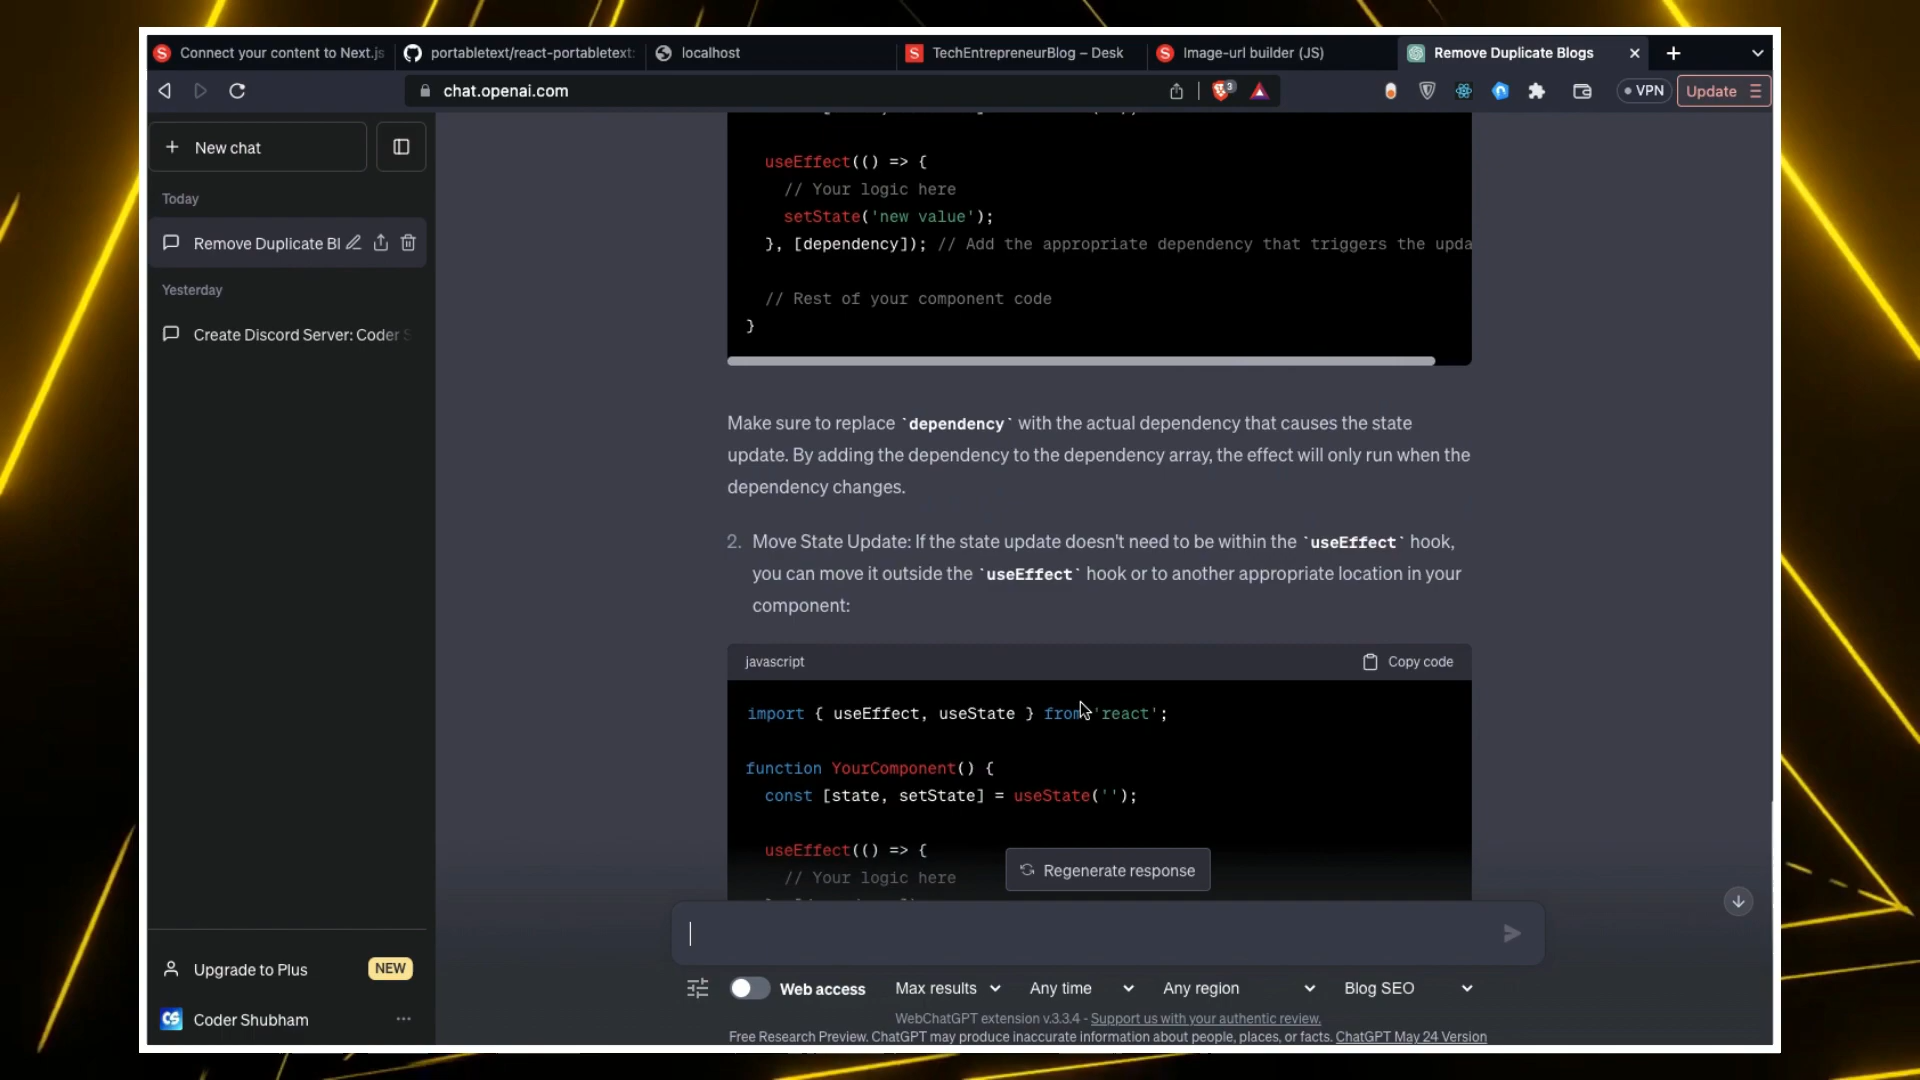 Connect your content to Next.js
portabletext/react-portabletext:
localhost
TechEntrepreneurBlog – Desk
Image-url builder (JS)
Remove Duplicate Blogs
chat.openai.com
3
VPN
Update
New chat
Today
Remove Duplicate Bl
Yesterday
Create Discord Server: Coder S
useEffect(() => {
// Your logic here
setState('new value');
}, [dependency]); // Add the appropriate dependency that triggers the upda
// Rest of your component code
}
Make sure to replace `dependency` with the actual dependency that causes the state
update. By adding the dependency to the dependency array, the effect will only run when the
dependency changes.
2. Move State Update: If the state update doesn't need to be within the `useEffect` hook,
you can move it outside the `useEffect` hook or to another appropriate location in your
component:
javascript
Copy code
import { useEffect, useState } from 'react';
function YourComponent() {
const [state, setState] = useState('');
useEffect(() => {
// Your logic here
Regenerate response
Upgrade to Plus
NEW
CS
Coder Shubham
Web access
Max results
Any time
Any region
Blog SEO
WebChatGPT extension v.3.3.4 - Support us with your authentic review.
Free Research Preview. ChatGPT may produce inaccurate information about people, places, or facts. ChatGPT May 24 Version